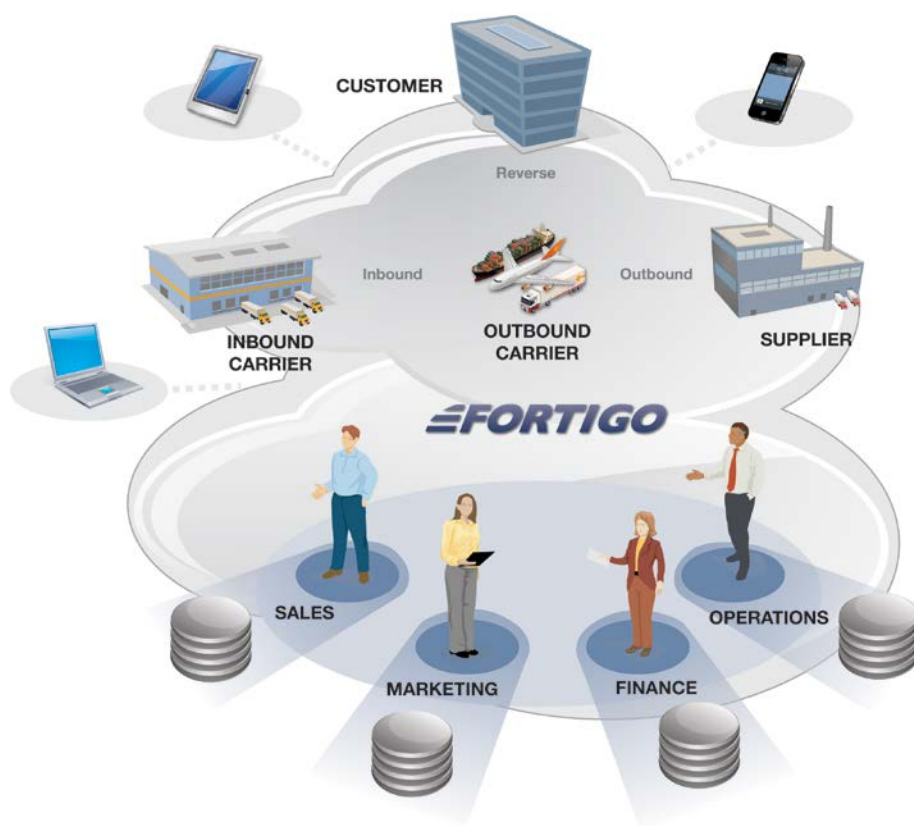 CUSTOMER
Reverse
Inbound
Outbound
INBOUND
CARRIER
OUTBOUND
CARRIER
SUPPLIER
FORTIGO
SALES
OPERATIONS
MARKETING
FINANCE